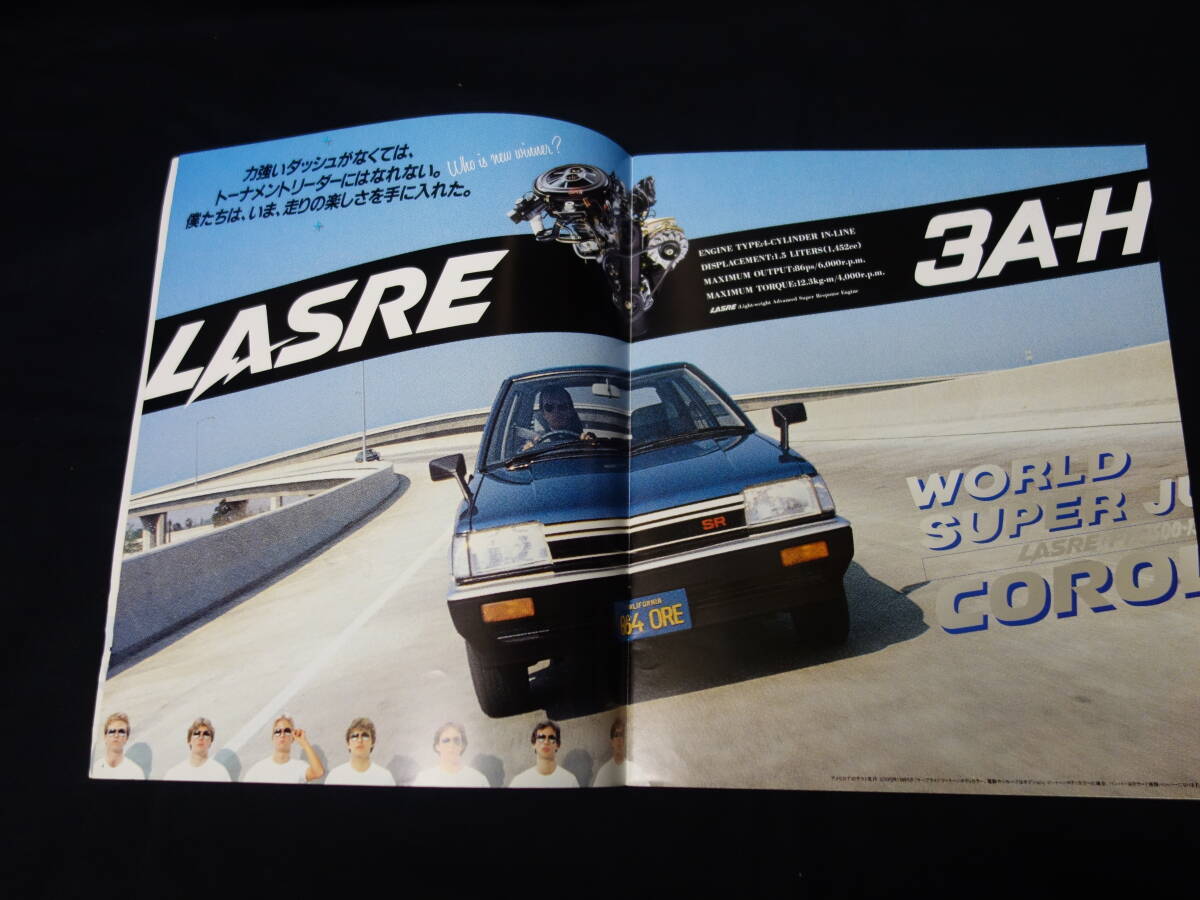 力強いダッシュがなくては、
トーナメントリーダーにはなれない。
僕たちは、いま、走りの楽しさを手に入れた。
Who is new winner?
LASRE
ENGINE TYPE:4-CYLINDER IN-LINE
DISPLACEMENT:1.5 LITERS(1,452cc)
MAXIMUM OUTPUT:86ps/6,000r.p.m.
MAXIMUM TORQUE:12.3kg-m/4,000r.p.m.
LASRE :Light-weight Advanced Super Response Engine
3A-H
SR
CALIFORNIA
864 ORE
WORLD
SUPER JU
LASRE
COROL